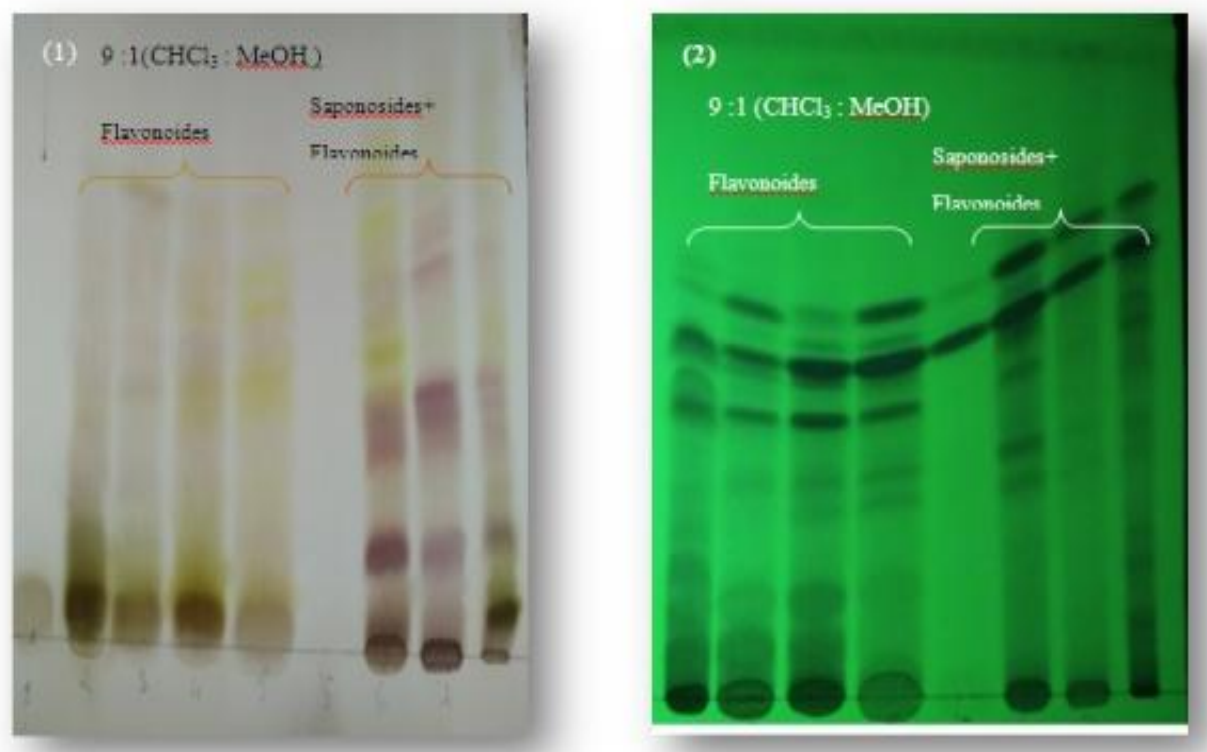 (1) 9 :1(CHCl₃ : MeOH )
Saponosides+
Flavonoides
Flavonoides
(2)
9 :1 (CHCl₃ : MeOH)
Saponosides+
Flavonoides
Flavonoides